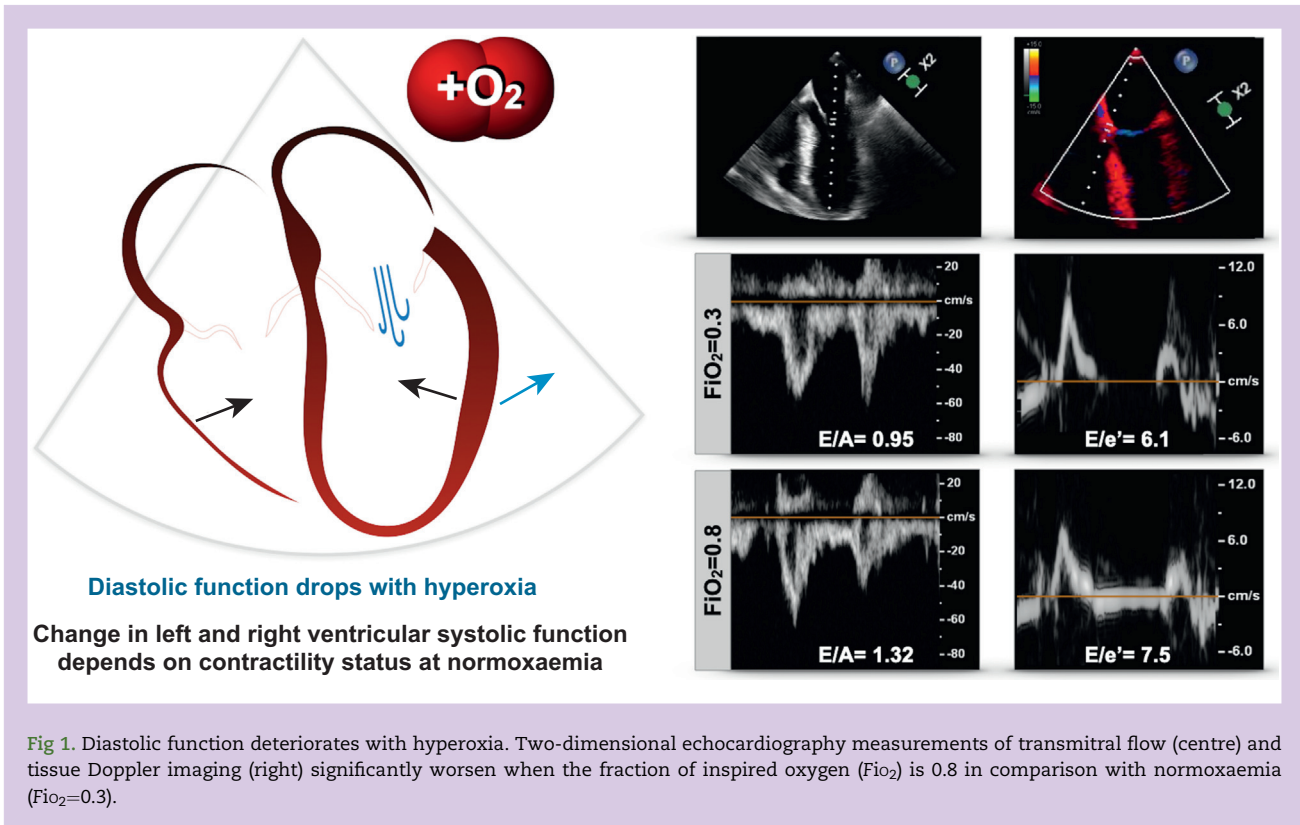 +O₂
Diastolic function drops with hyperoxia
Change in left and right ventricular systolic function
depends on contractility status at normoxaemia
P
X2
+15.0
-15.0
cm/s
P
X2
FiO₂=0.3
20
cm/s
-20
-40
-60
-80
E/A= 0.95
12.0
6.0
cm/s
-6.0
E/e'= 6.1
FiO₂=0.8
20
cm/s
-20
-40
-60
-80
E/A= 1.32
12.0
6.0
cm/s
-6.0
E/e'= 7.5
Fig 1. Diastolic function deteriorates with hyperoxia. Two-dimensional echocardiography measurements of transmitral flow (centre) and
tissue Doppler imaging (right) significantly worsen when the fraction of inspired oxygen (Fio₂) is 0.8 in comparison with normoxaemia
(Fio₂=0.3).